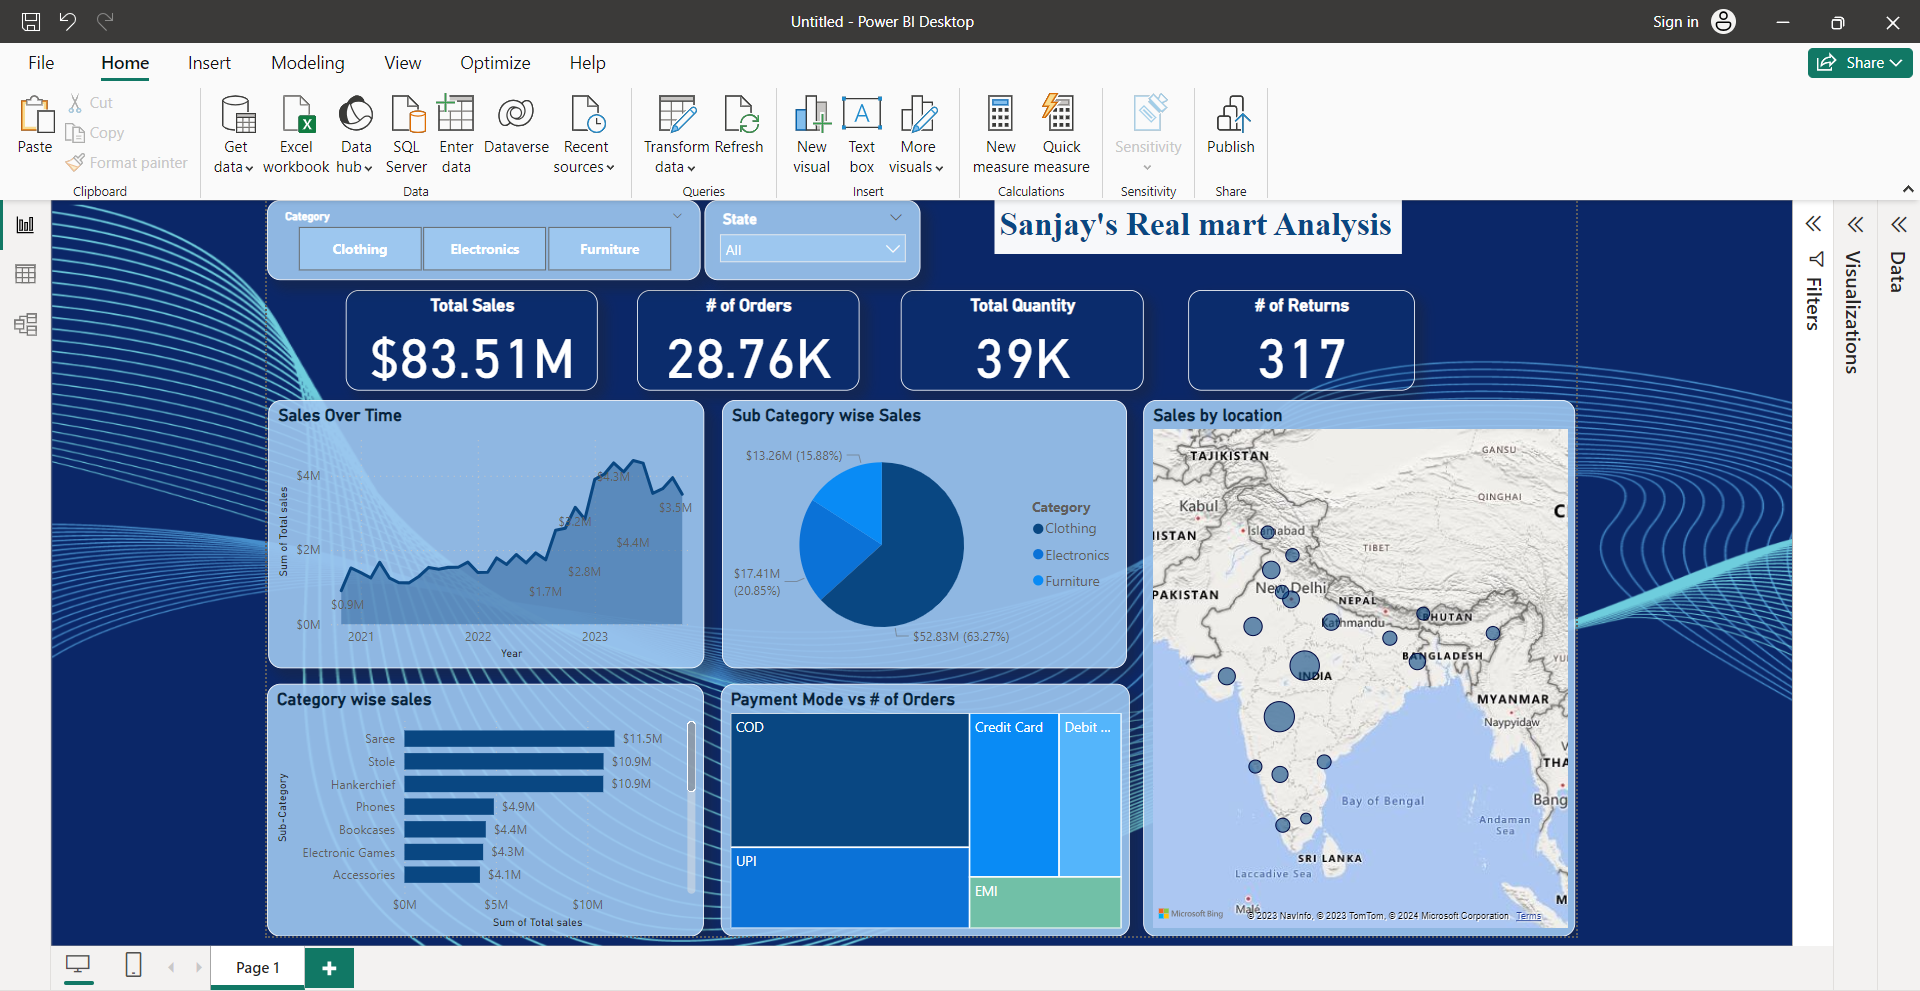 Untitled - Power BI Desktop
Sign in
File Home Insert Modeling View Optimize Help
Share
Paste
Cut
Copy
Format painter
Clipboard
Get data
Excel workbook
Data hub
SQL Server
Enter data
Dataverse
Recent sources
Data
Transform data
Refresh
Queries
New visual
Text box
More visuals
Insert
New measure
Quick measure
Calculations
Sensitivity
Sensitivity
Publish
Share
Category
Clothing Electronics Furniture
State
All
Sanjay's Real mart Analysis
Filters
Visualizations
Data
Total Sales
$83.51M
# of Orders
28.76K
Total Quantity
39K
# of Returns
317
Sales Over Time
Sum of Total sales
$4M
$2M
$0M
$0.9M
$1.7M
$2.8M
$3.2M
$4.3M
$4.4M
$3.5M
2021 2022 2023
Year
Sub Category wise Sales
$13.26M (15.88%)
$17.41M
(20.85%)
$52.83M (63.27%)
Category
Clothing
Electronics
Furniture
Sales by location
TAJIKISTAN
GANSU
QINGHAI
Kabul
C
Islamabad
ISTAN
TIBET
New Delhi
PAKISTAN
NEPAL
Kathmandu
BHUTAN
BANGLADESH
YU
INDIA
MYANMAR
Naypyidaw
V
THA
Bay of Bengal
Bang
Andaman
Sea
SRI LANKA
Laccadive Sea
M
Malé
Microsoft Bing
© 2023 NavInfo, © 2023 TomTom, © 2024 Microsoft Corporation Terms
Category wise sales
Sub-Category
Saree $11.5M
Stole $10.9M
Hankerchief $10.9M
Phones $4.9M
Bookcases $4.4M
Electronic Games $4.3M
Accessories $4.1M
$0M $5M $10M
Sum of Total sales
Payment Mode vs # of Orders
COD
Credit Card
Debit ...
UPI
EMI
Page 1